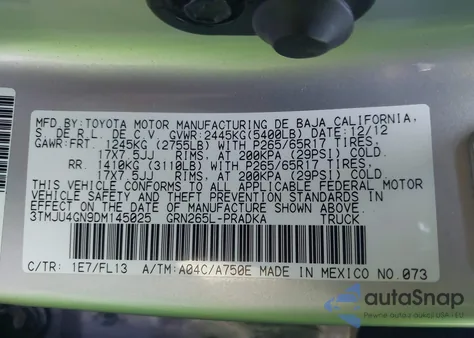 MFD. BY: TOYOTA MOTOR MANUFACTURING DE BAJA CALIFORNIA,
S. DE R.L. DE C.V. GVWR: 2445KG(5400LB) DATE: 12/12
GAWR: FRT. 1245KG (2755LB) WITH P265/65R17 TIRES,
17X7.5JJ RIMS, AT 200KPA (29PSI) COLD.
RR. 1410KG (3110LB) WITH P265/65R17 TIRES,
17X7.5JJ RIMS, AT 200KPA (29PSI) COLD.
THIS VEHICLE CONFORMS TO ALL APPLICABLE FEDERAL MOTOR
VEHICLE SAFETY AND THEFT PREVENTION STANDARDS IN
EFFECT ON THE DATE OF MANUFACTURE SHOWN ABOVE.
3TMJU4GN9DM145025 GRN265L-PRADKA TRUCK
C/TR: 1E7/FL13 A/TM: A04C/A750E MADE IN MEXICO NO.073
autoSnap